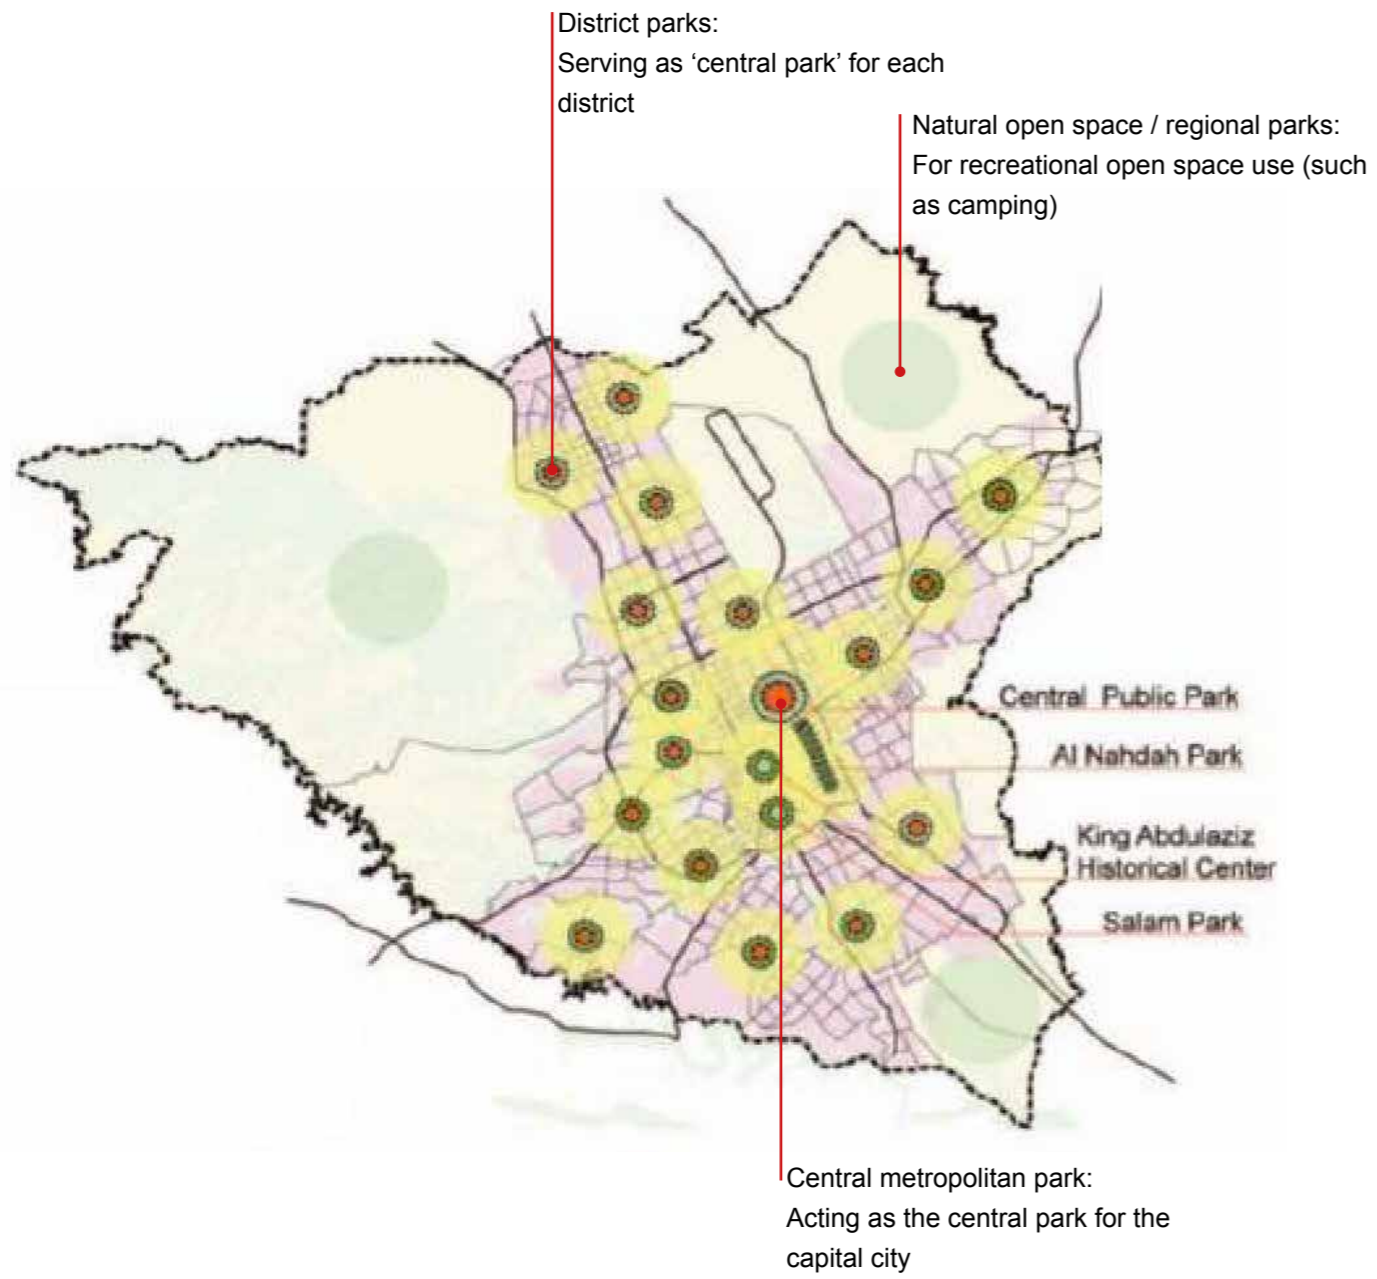 District parks:
Serving as ‘central park’ for each
district
Natural open space / regional parks:
For recreational open space use (such
as camping)
Central Public Park
Al Nahdah Park
King Abdulaziz
Historical Center
Salam Park
Central metropolitan park:
Acting as the central park for the
capital city